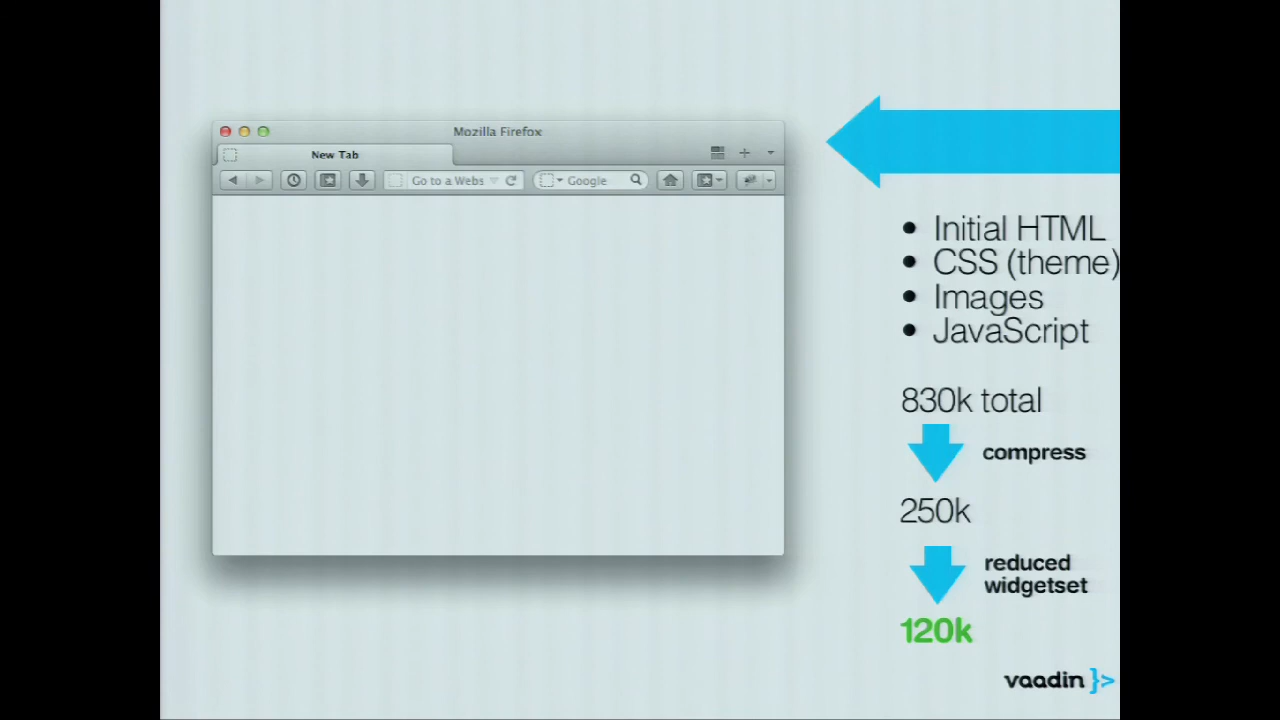 Mozilla Firefox
New Tab
Go to a Webs
Google
• Initial HTML
• CSS (theme)
• Images
• JavaScript
830k total
compress
250k
reduced
widgetset
120k
vaadin }>